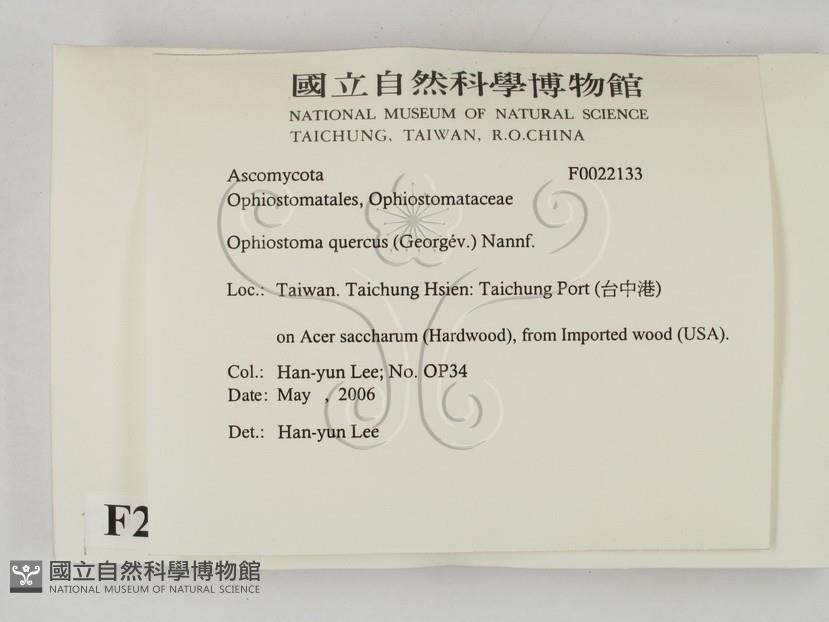 國立自然科學博物館
NATIONAL MUSEUM OF NATURAL SCIENCE
TAICHUNG, TAIWAN, R.O.CHINA
Ascomycota F0022133
Ophiostomatales, Ophiostomataceae
Ophiostoma quercus (Georgév.) Nannf.
Loc.: Taiwan. Taichung Hsien: Taichung Port (台中港)
on Acer saccharum (Hardwood), from Imported wood (USA).
Col.: Han-yun Lee; No. OP34
Date: May , 2006
Det.: Han-yun Lee
F2
國立自然科學博物館
NATIONAL MUSEUM OF NATURAL SCIENCE